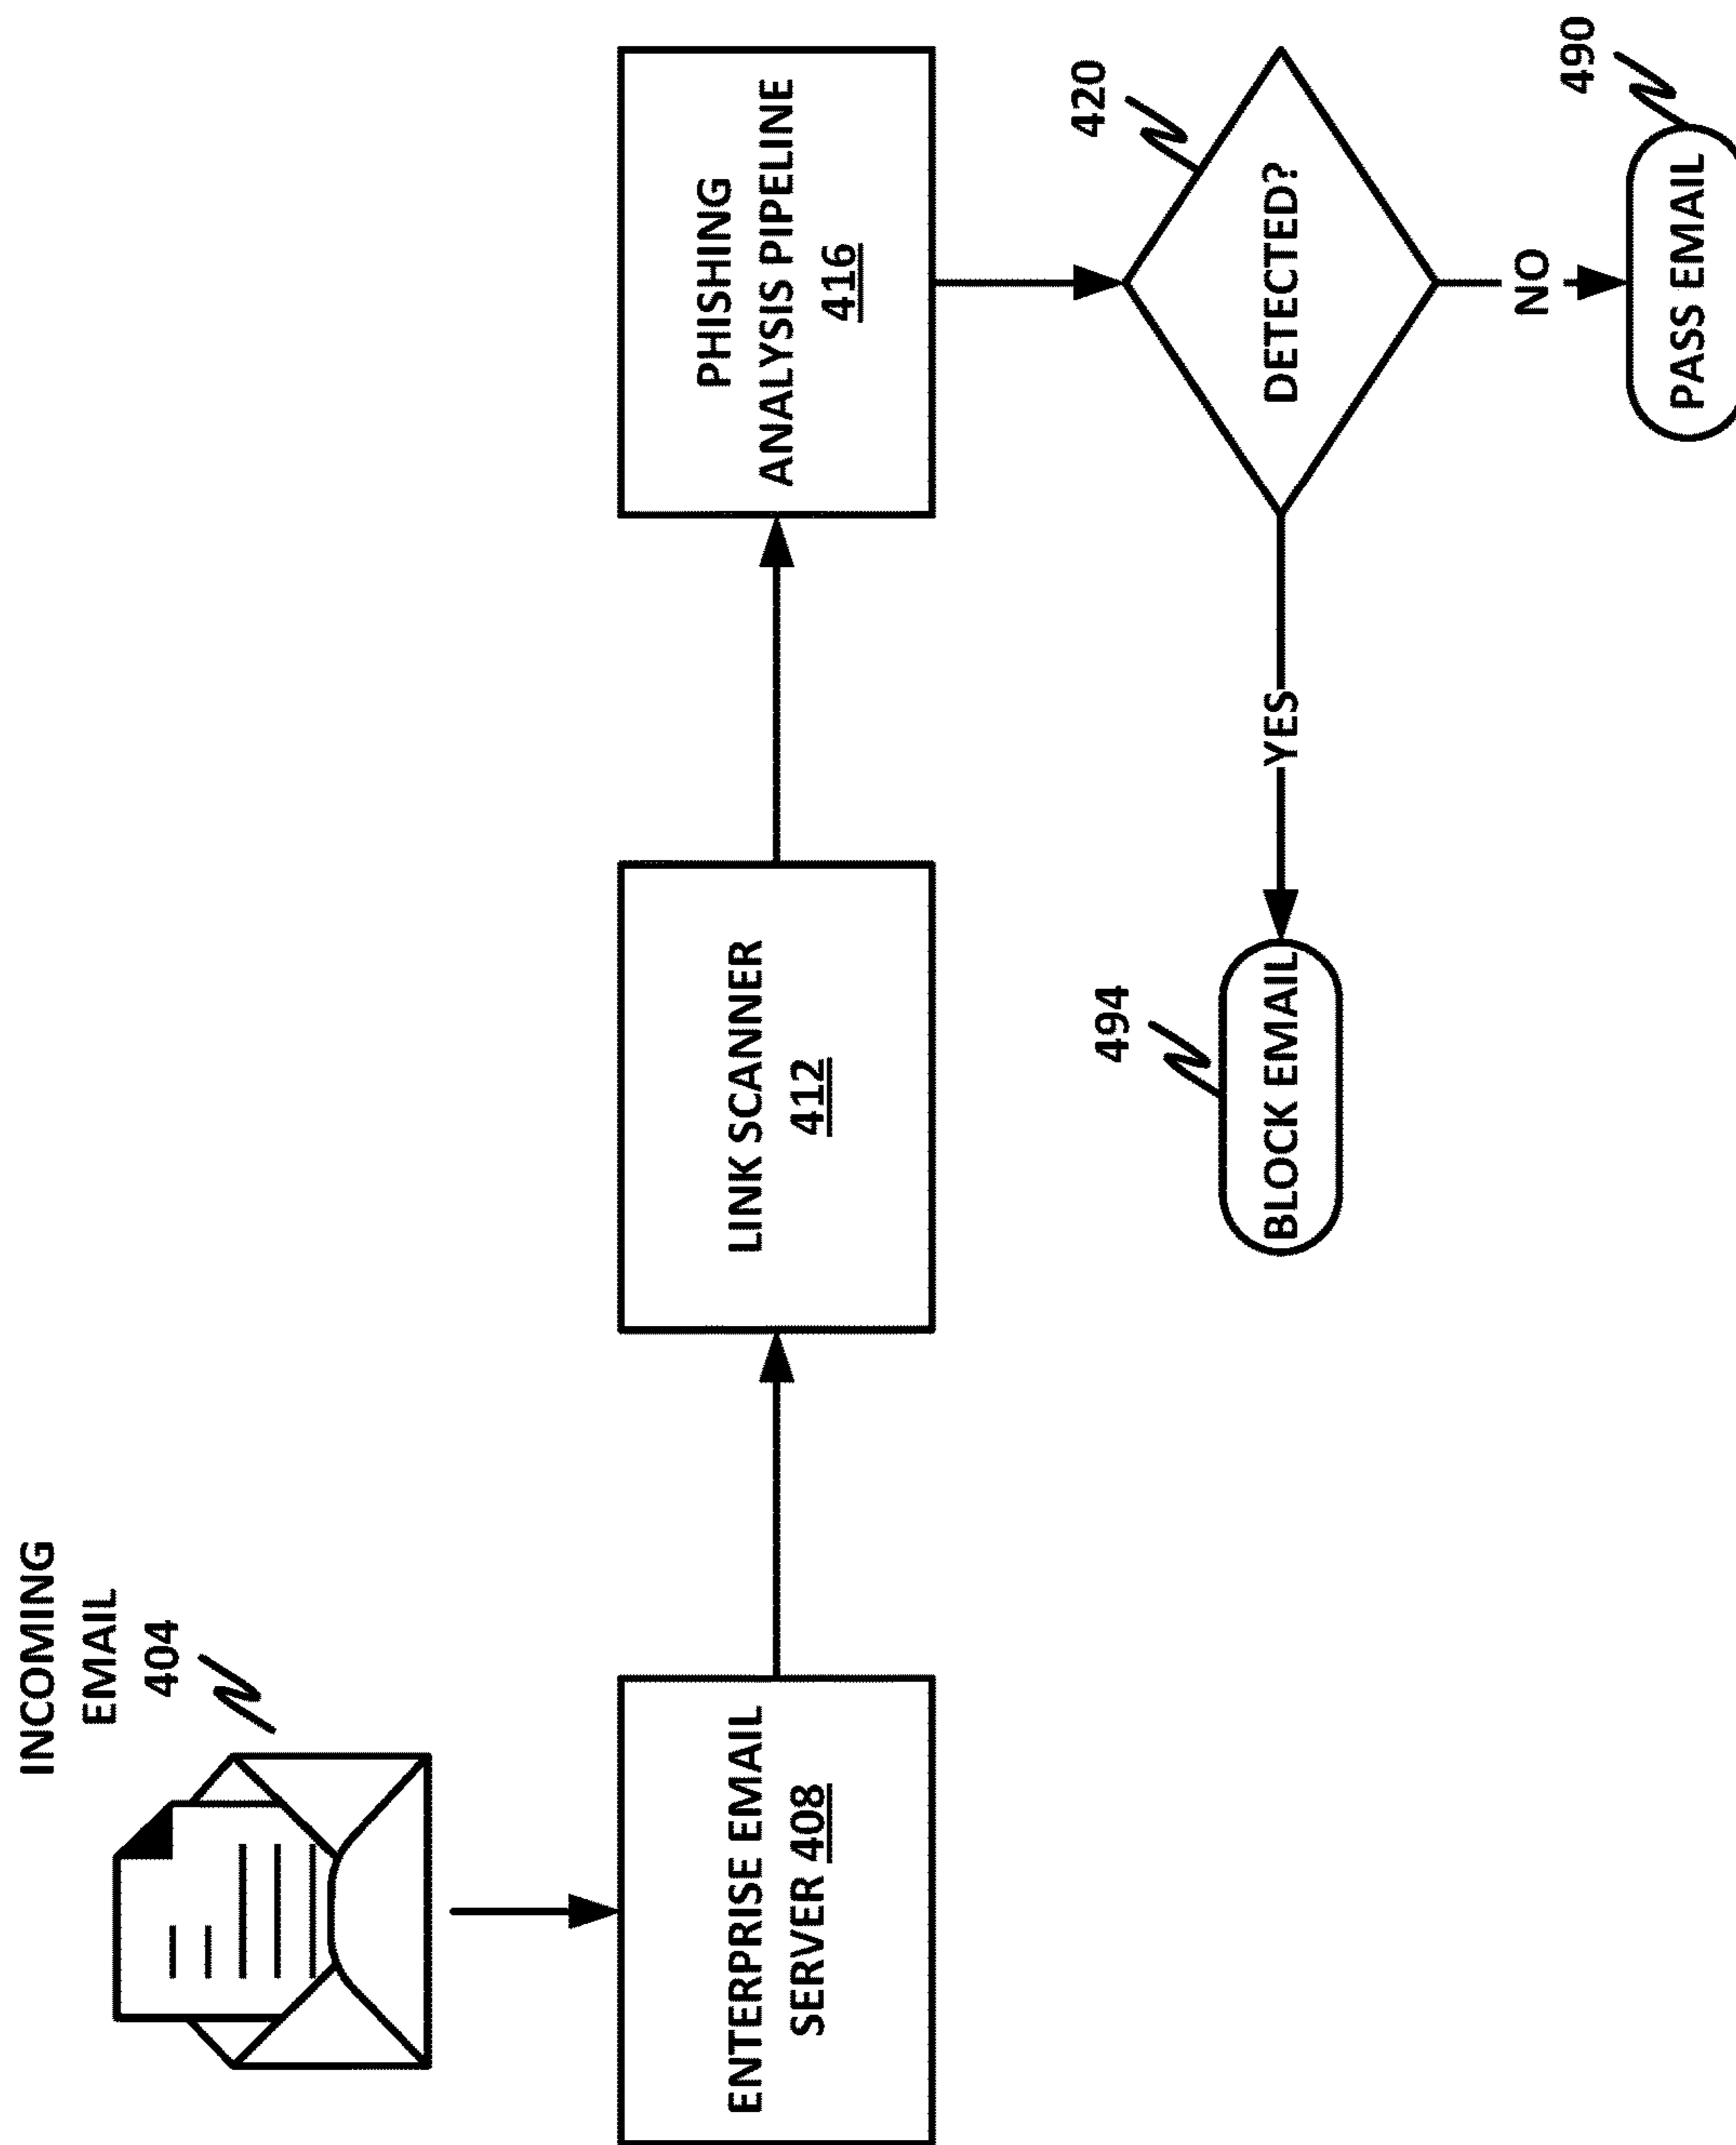 INCOMING
EMAIL
404
ENTERPRISE EMAIL
SERVER 408
LINK SCANNER
412
PHISHING
ANALYSIS PIPELINE
416
420
DETECTED?
YES
494
BLOCK EMAIL
NO
490
PASS EMAIL